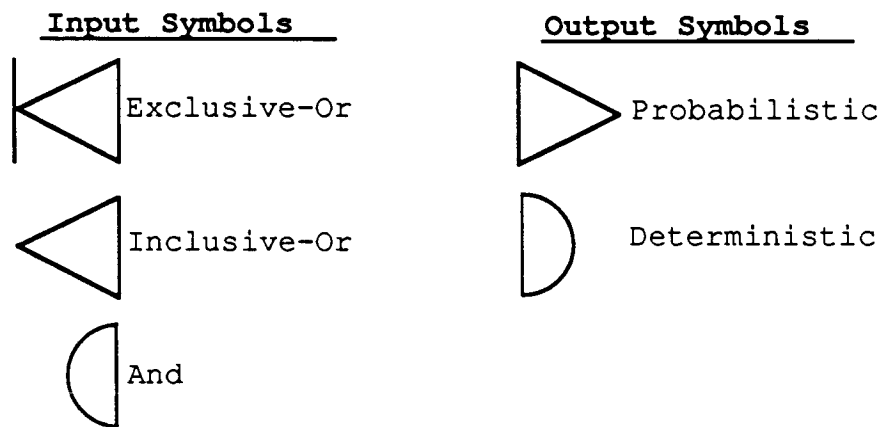 Input Symbols
Exclusive-Or
Inclusive-Or
And
Output Symbols
Probabilistic
Deterministic